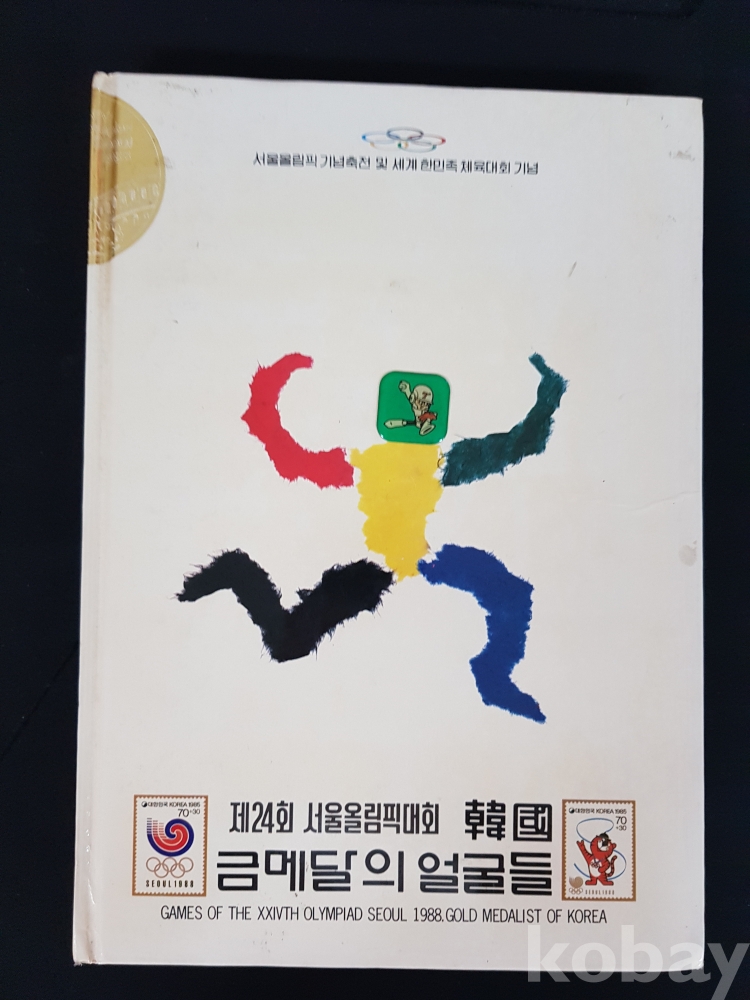 서울올림픽 기념축전 및 세계 한민족 체육대회 기념
대한민국 KOREA 1985
70+30
SEOUL 1988
제24회 서울올림픽대회 韓國
금메달의 얼굴들
대한민국 KOREA 1985
70
+30
SEOUL 1988
GAMES OF THE XXIVTH OLYMPIAD SEOUL 1988.GOLD MEDALIST OF KOREA
kobay